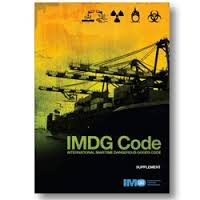 IMDG Code
INTERNATIONAL MARITIME DANGEROUS GOODS CODE
SUPPLEMENT
IMO